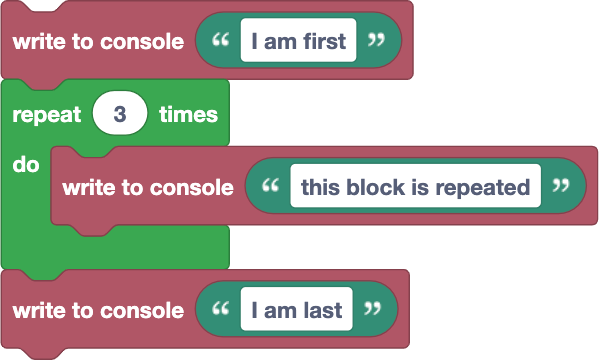 write to console “ I am first ”
repeat 3 times
do
write to console “ this block is repeated ”
write to console “ I am last ”